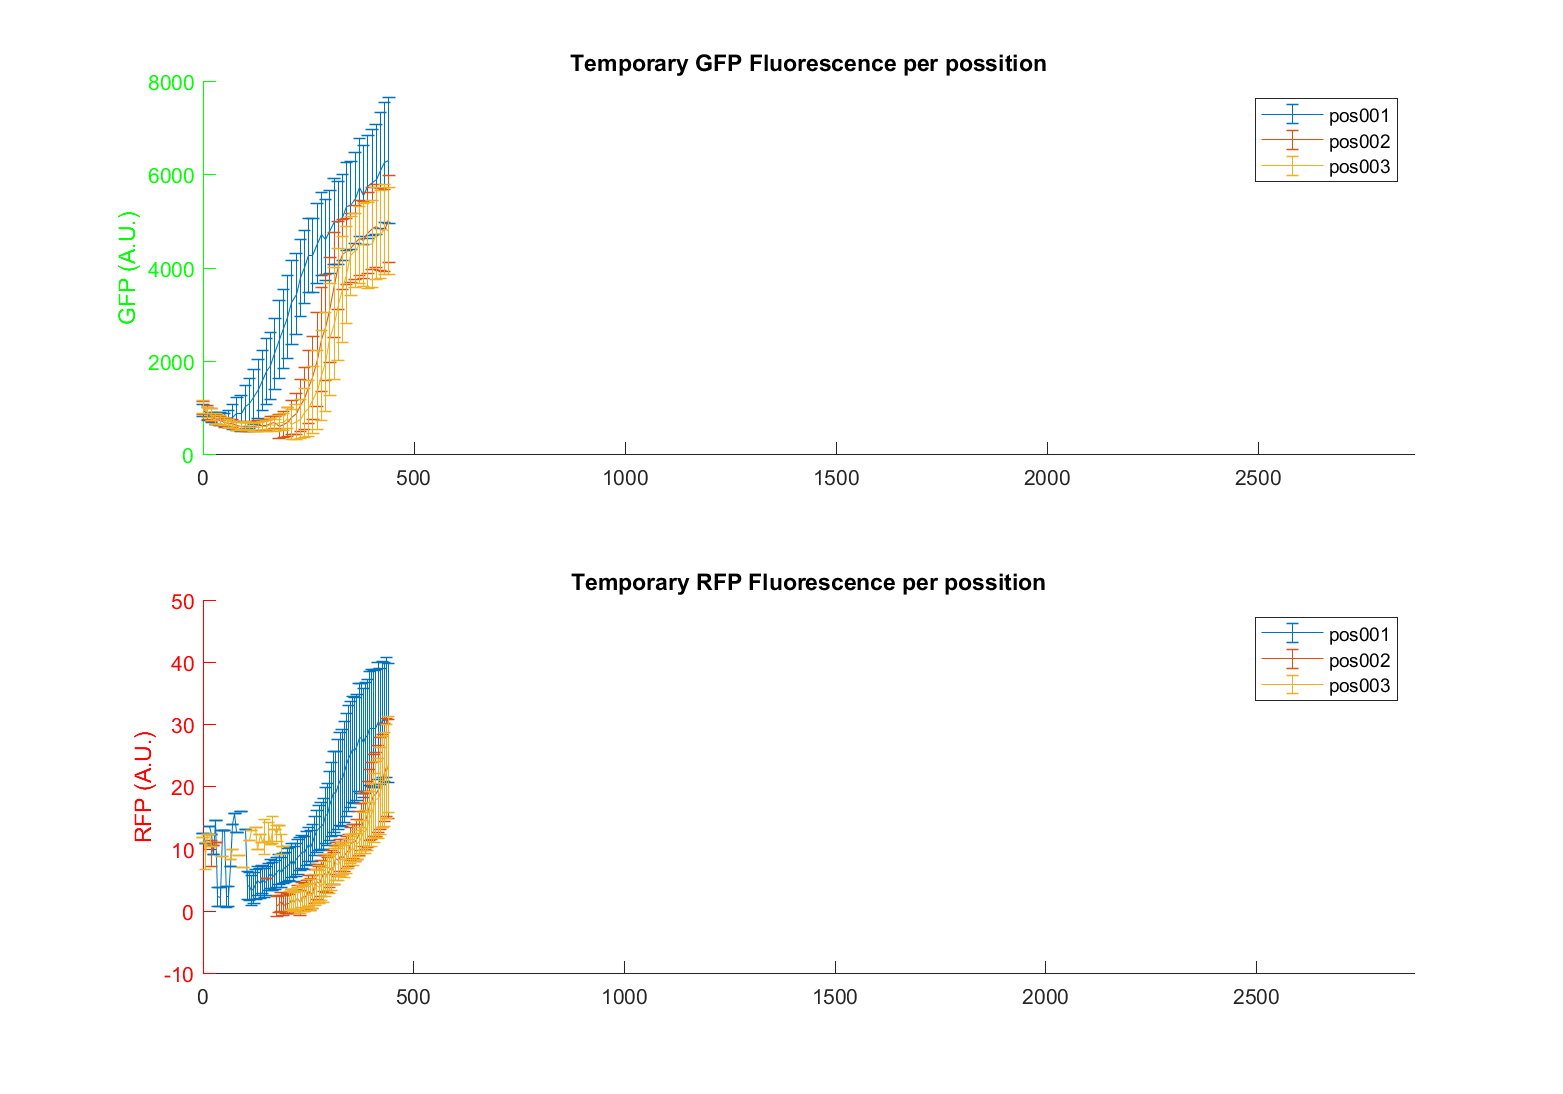 Temporary GFP Fluorescence per possition
8000
6000
4000
2000
0
GFP (A.U.)
0 500 1000 1500 2000 2500
pos001
pos002
pos003
Temporary RFP Fluorescence per possition
50
40
30
20
10
0
-10
RFP (A.U.)
0 500 1000 1500 2000 2500
pos001
pos002
pos003